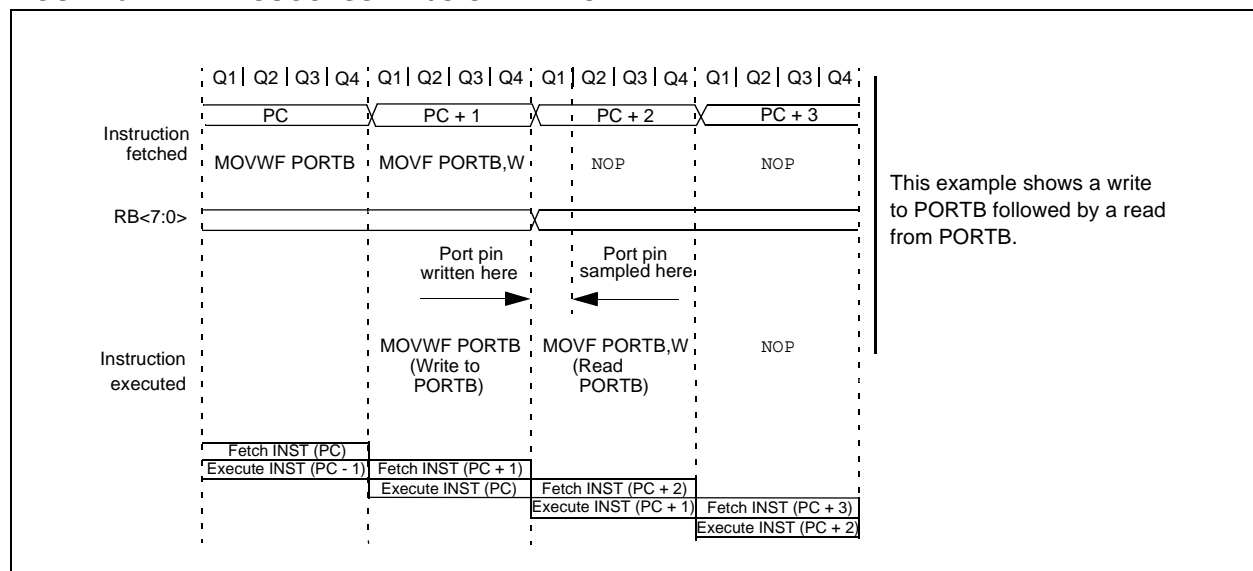 Q1 Q2 Q3 Q4 Q1 Q2 Q3 Q4 Q1 Q2 Q3 Q4 Q1 Q2 Q3 Q4
PC PC + 1 PC + 2 PC + 3
Instruction
fetched
MOVWF PORTB MOVF PORTB,W NOP NOP
This example shows a write
to PORTB followed by a read
from PORTB.
RB<7:0>
Port pin
written here
Port pin
sampled here
Instruction
executed
MOVWF PORTB
(Write to
PORTB)
MOVF PORTB,W
(Read
PORTB)
NOP
Fetch INST (PC)
Execute INST (PC - 1) Fetch INST (PC + 1)
Execute INST (PC) Fetch INST (PC + 2)
Execute INST (PC + 1) Fetch INST (PC + 3)
Execute INST (PC + 2)